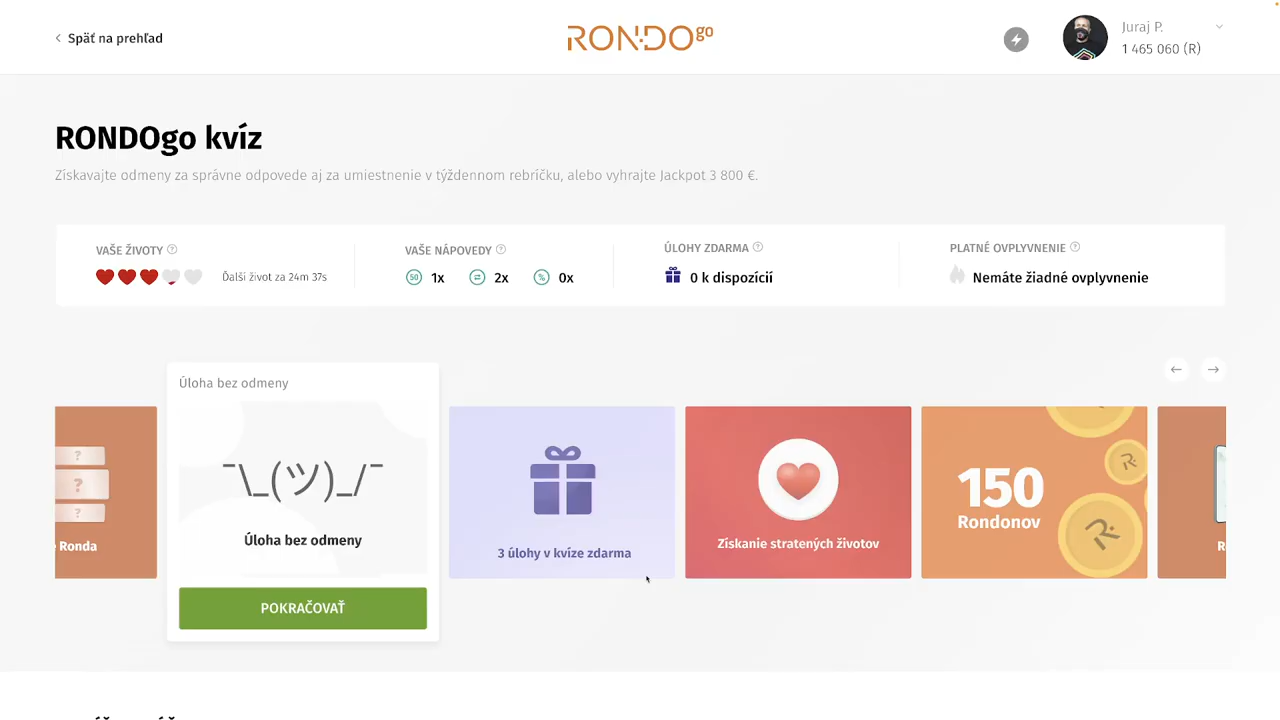 Späť na prehľad
RONDOgo
Juraj P.
1 465 060 (R)
RONDOgo kvíz
Získavajte odmeny za správne odpovede aj za umiestnenie v týždennom rebríčku, alebo vyhrajte Jackpot 3 800 €.
VAŠE ŽIVOTY ?
Ďalší život za 24m 37s
VAŠE NÁPOVEDY ?
50 1x 2x % 0x
ÚLOHY ZDARMA ?
0 k dispozícií
PLATNÉ OVPLYVNENIE ?
Nemáte žiadné ovplyvnenie
?
?
?
Ronda
Úloha bez odmeny
¯\_(ツ)_/¯
Úloha bez odmeny
POKRAČOVAŤ
3 úlohy v kvíze zdarma
Získanie stratených životov
150
Rondonov
R